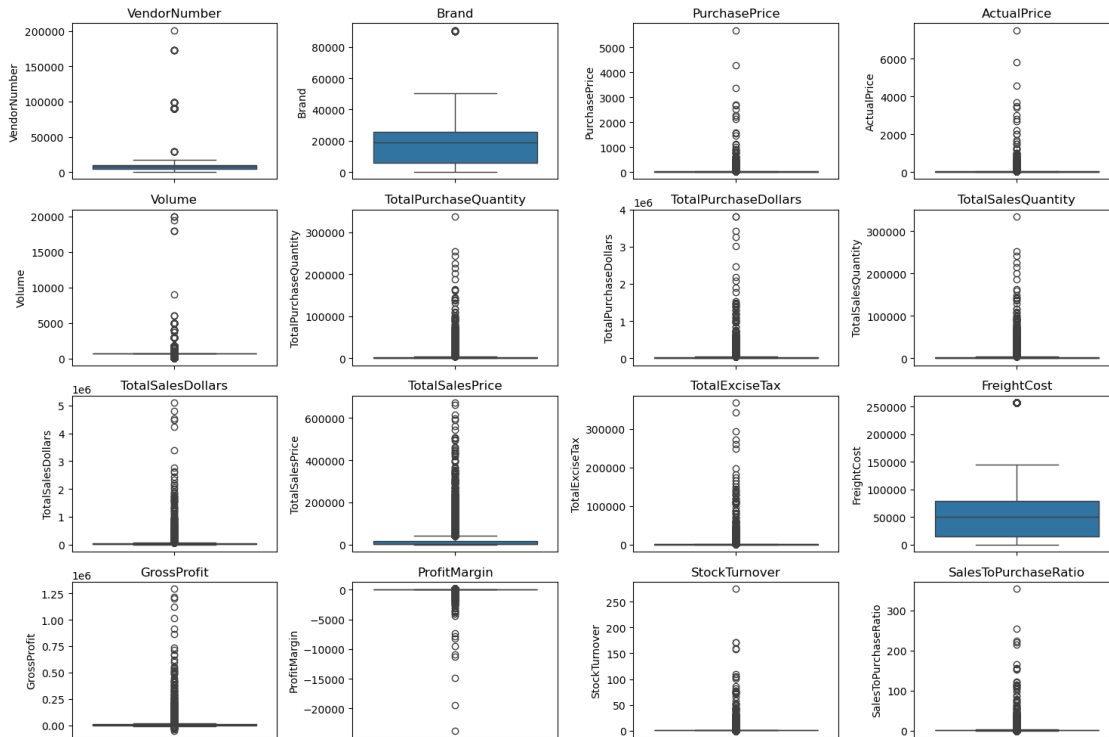 VendorNumber
VendorNumber
200000
150000
100000
50000
0
Brand
Brand
80000
60000
40000
20000
0
PurchasePrice
PurchasePrice
5000
4000
3000
2000
1000
0
ActualPrice
ActualPrice
6000
4000
2000
0
Volume
Volume
20000
15000
10000
5000
0
TotalPurchaseQuantity
TotalPurchaseQuantity
300000
200000
100000
0
TotalPurchaseDollars
1e6
TotalPurchaseDollars
4
3
2
1
0
TotalSalesQuantity
TotalSalesQuantity
300000
200000
100000
0
TotalSalesDollars
1e6
TotalSalesDollars
5
4
3
2
1
0
TotalSalesPrice
TotalSalesPrice
600000
400000
200000
0
TotalExciseTax
TotalExciseTax
300000
200000
100000
0
FreightCost
FreightCost
250000
200000
150000
100000
50000
0
GrossProfit
1e6
GrossProfit
1.25
1.00
0.75
0.50
0.25
0.00
ProfitMargin
ProfitMargin
0
−5000
−10000
−15000
−20000
StockTurnover
StockTurnover
250
200
150
100
50
0
SalesToPurchaseRatio
SalesToPurchaseRatio
300
200
100
0